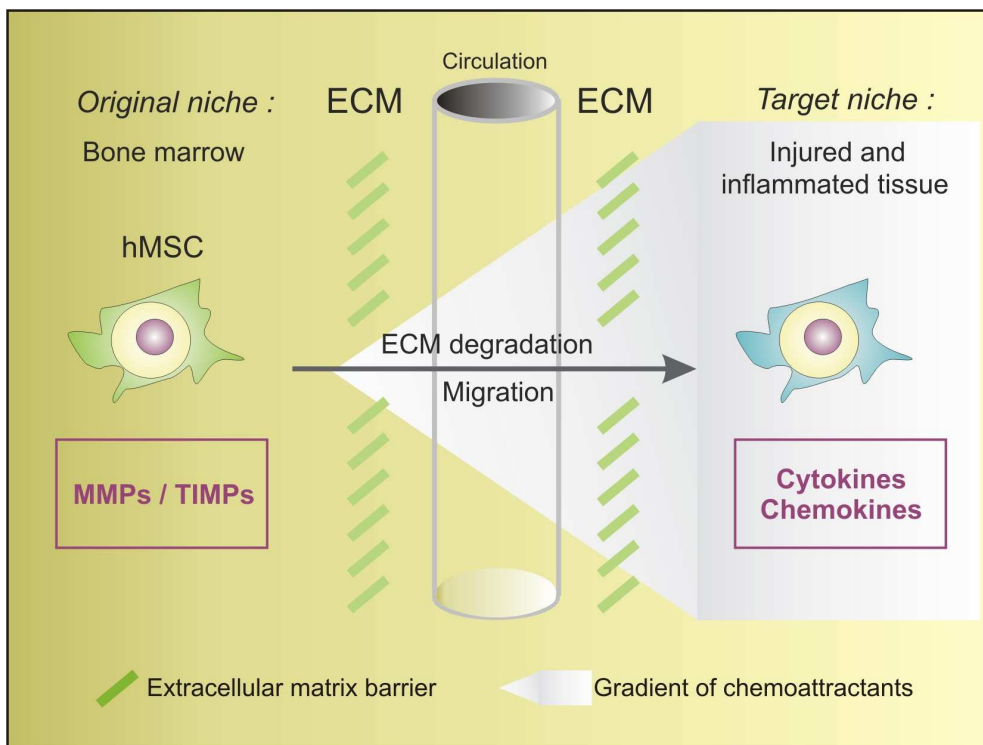 Circulation
Original niche :
ECM
ECM
Target niche :
Bone marrow
Injured and
inflammated tissue
hMSC
ECM degradation
Migration
MMPs / TIMPs
Cytokines
Chemokines
Extracellular matrix barrier
Gradient of chemoattractants